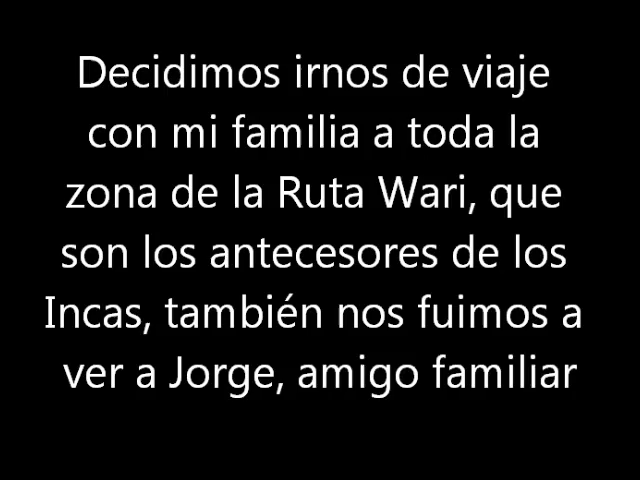 Decidimos irnos de viaje
con mi familia a toda la
zona de la Ruta Wari, que
son los antecesores de los
Incas, también nos fuimos a
ver a Jorge, amigo familiar